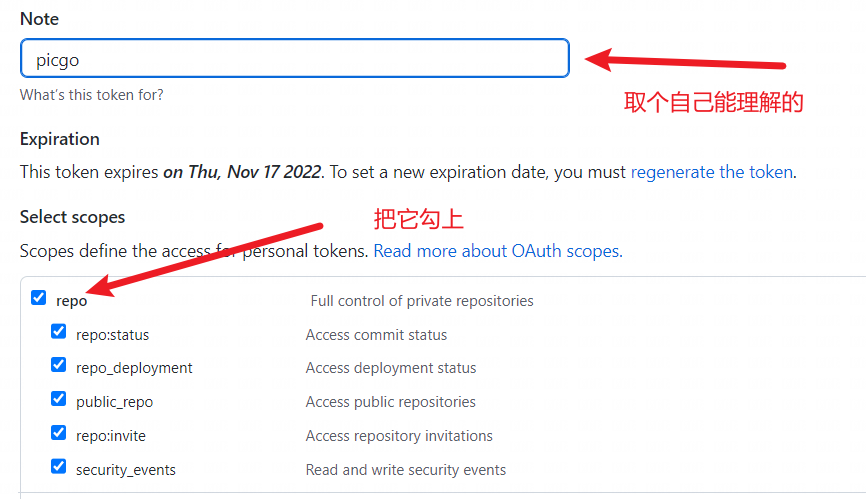 Note
picgo
What's this token for?
取个自己能理解的
Expiration
This token expires on Thu, Nov 17 2022. To set a new expiration date, you must regenerate the token.
Select scopes
把它勾上
Scopes define the access for personal tokens. Read more about OAuth scopes.
repo Full control of private repositories
repo:status Access commit status
repo_deployment Access deployment status
public_repo Access public repositories
repo:invite Access repository invitations
security_events Read and write security events